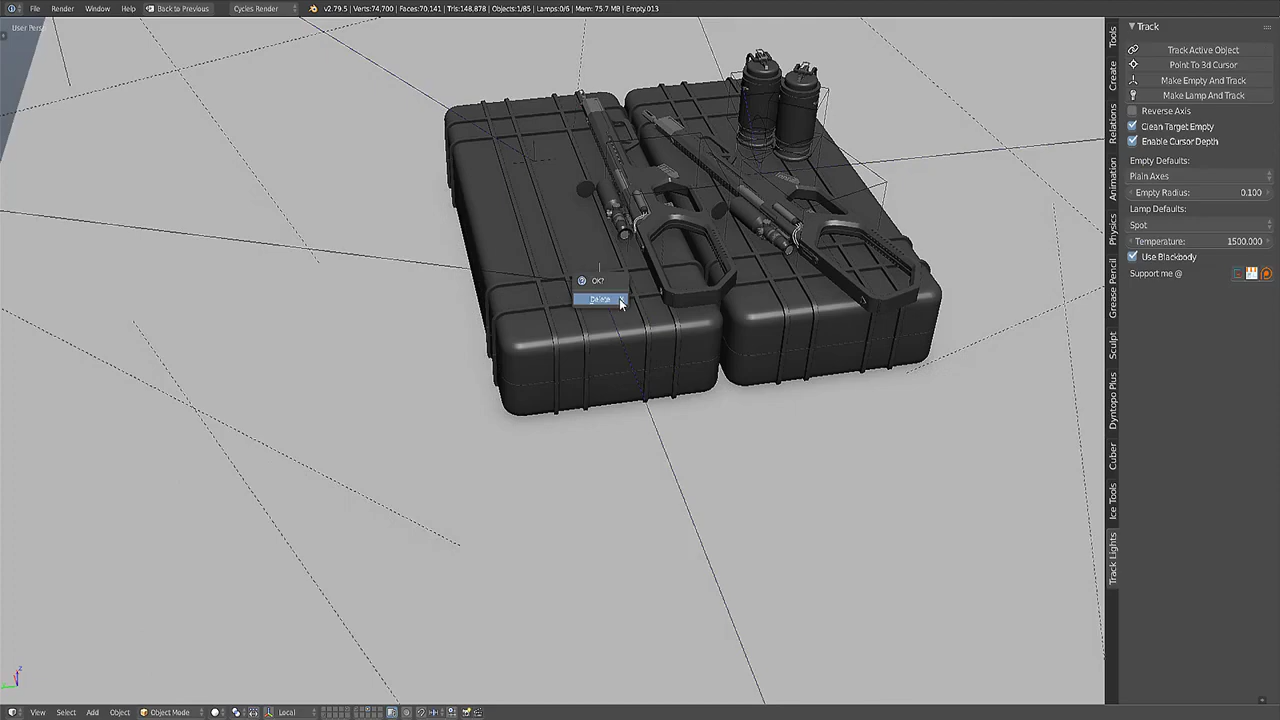 File Render Window Help Back to Previous Cycles Render v2.79.5 | Verts:74,700 | Faces:70,141 | Tris:148,878 | Objects:1/85 | Lamps:0/6 | Mem: 75.7 MB | Empty.013
User Persp
Track
Track Active Object
Point To 3d Cursor
Make Empty And Track
Make Lamp And Track
Reverse Axis
Clean Target Empty
Enable Cursor Depth
Empty Defaults:
Plain Axes
Empty Radius: 0.100
Lamp Defaults:
Spot
Temperature: 1500.000
Use Blackbody
Support me @
Tools
Create
Relations
Animation
Physics
Grease Pencil
Sculpt
Dyntopo Plus
Cuber
Ice Tools
Track Lights
OK?
Delete
z
View Select Add Object Object Mode Local